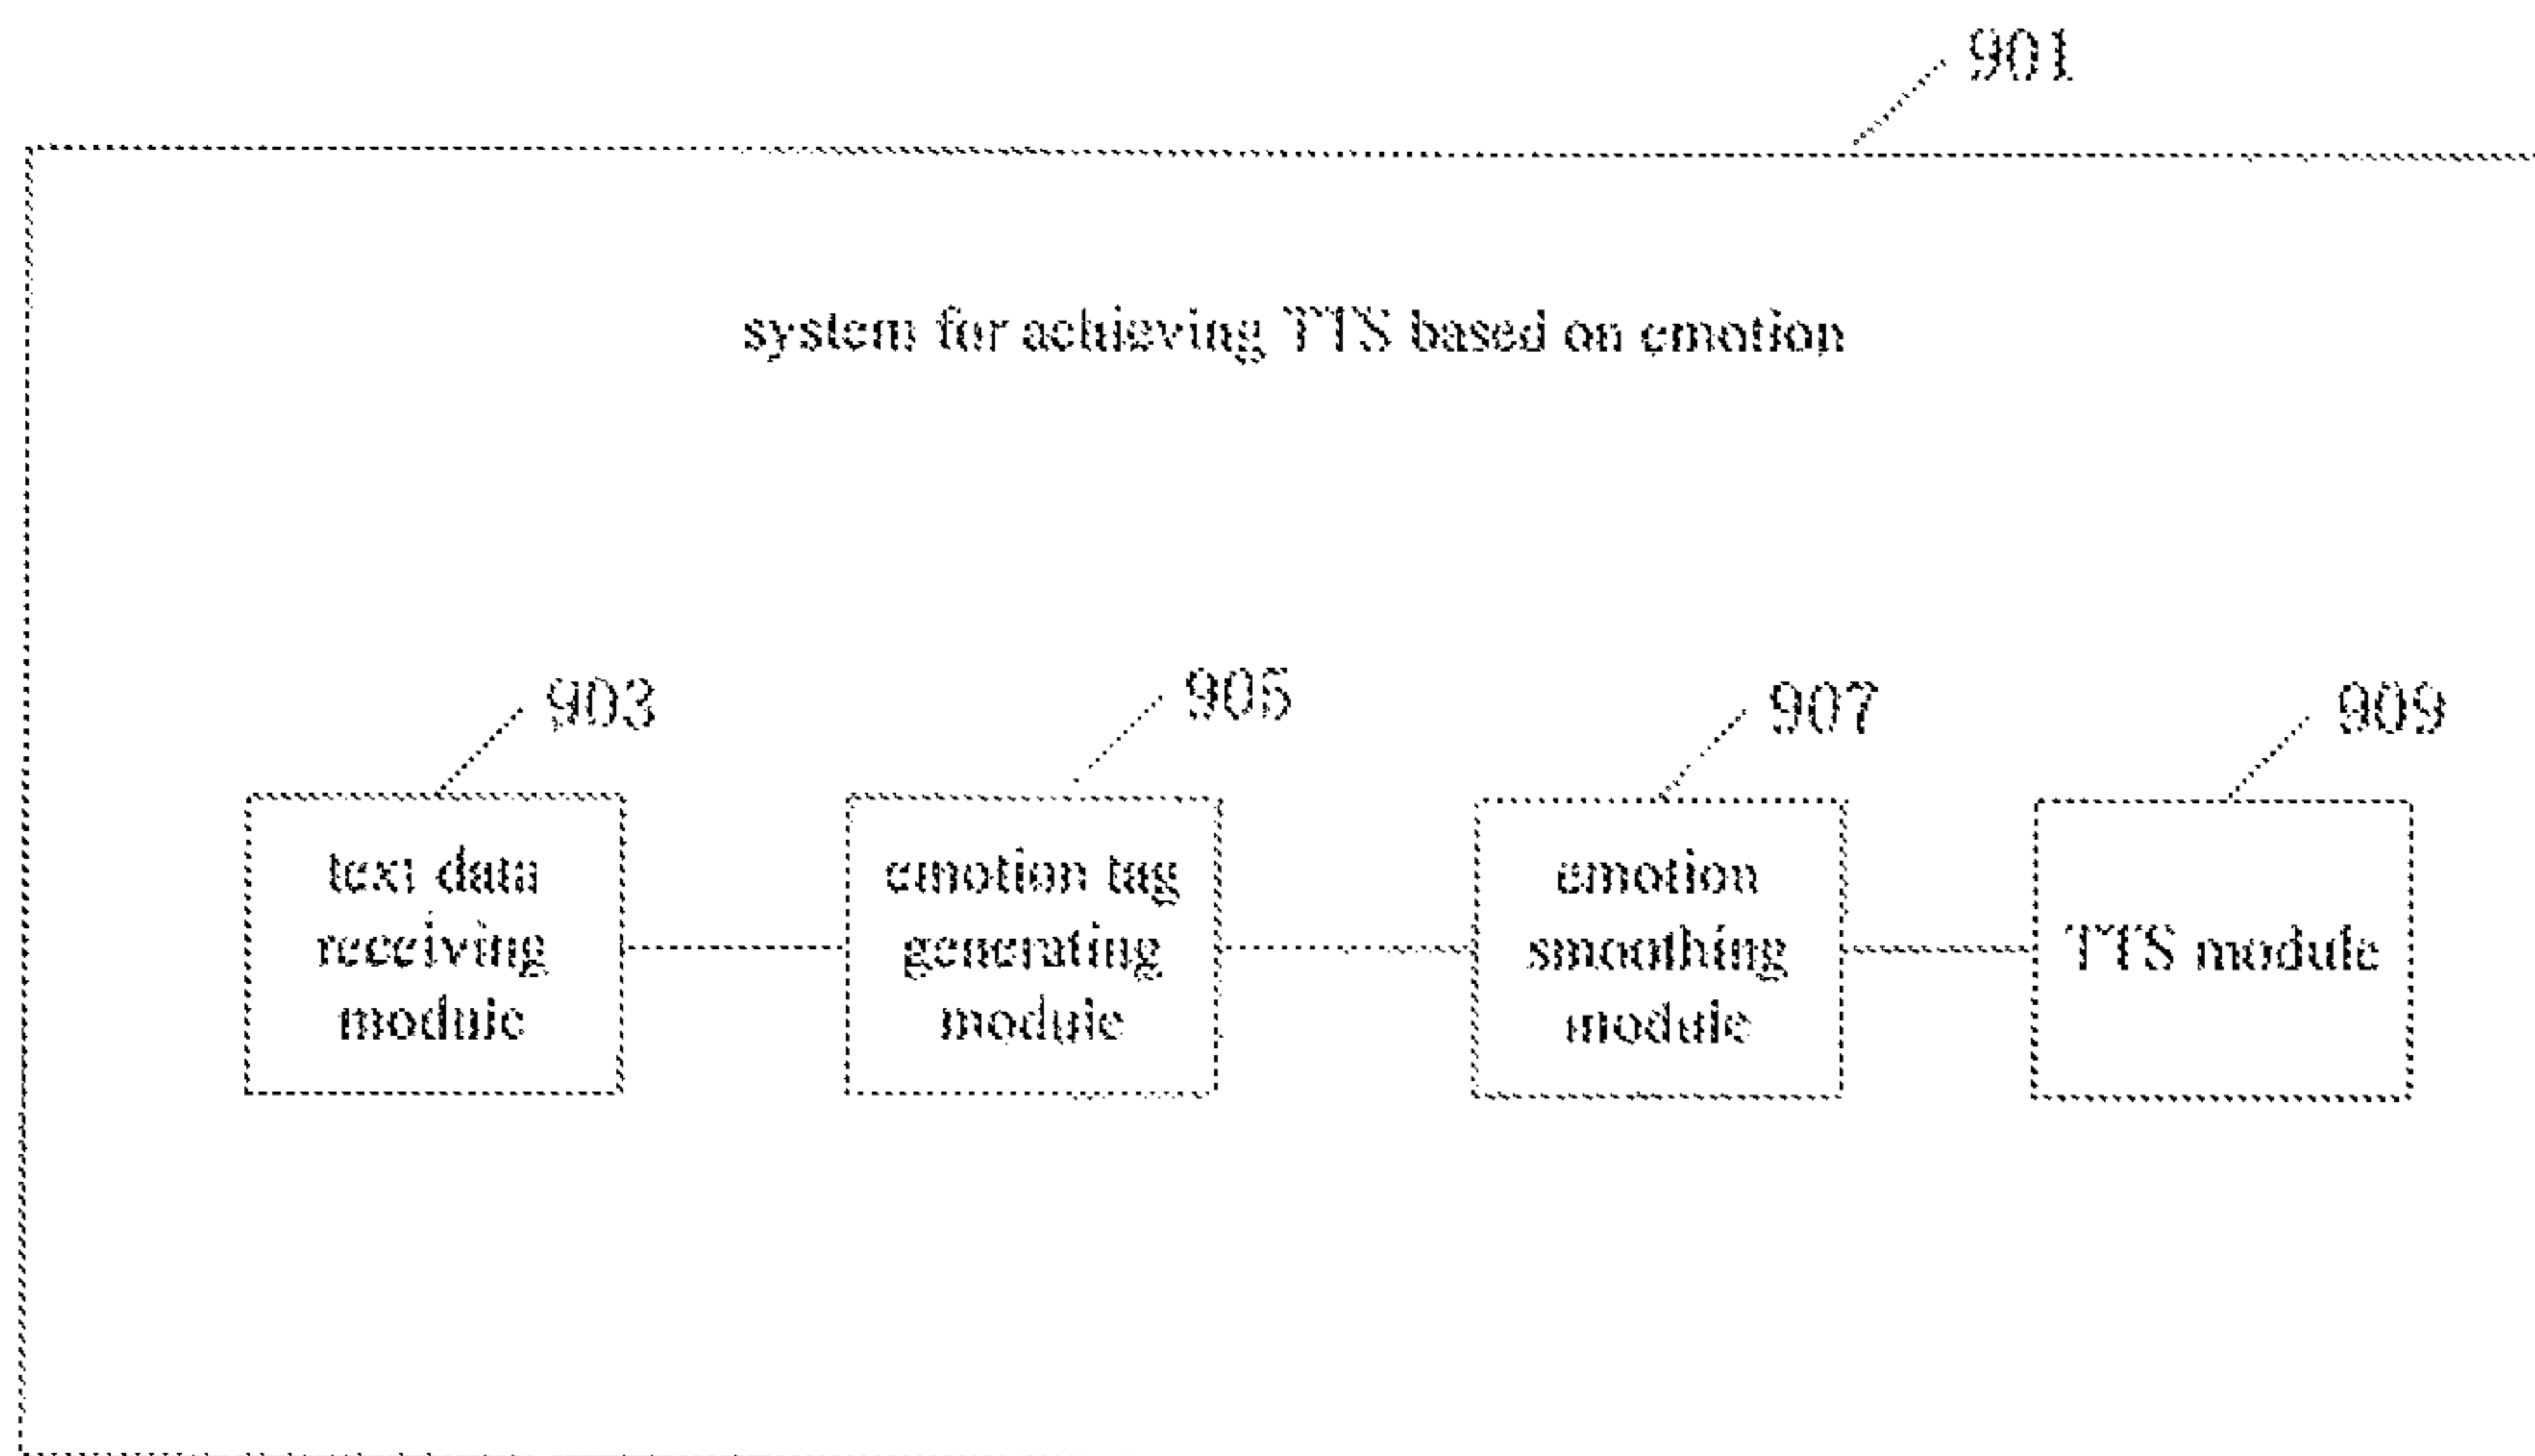 901
system for achieving TTS based on emotion
903
905
907
909
text data
receiving
module
emotion tag
generating
module
emotion
smoothing
module
TTS module